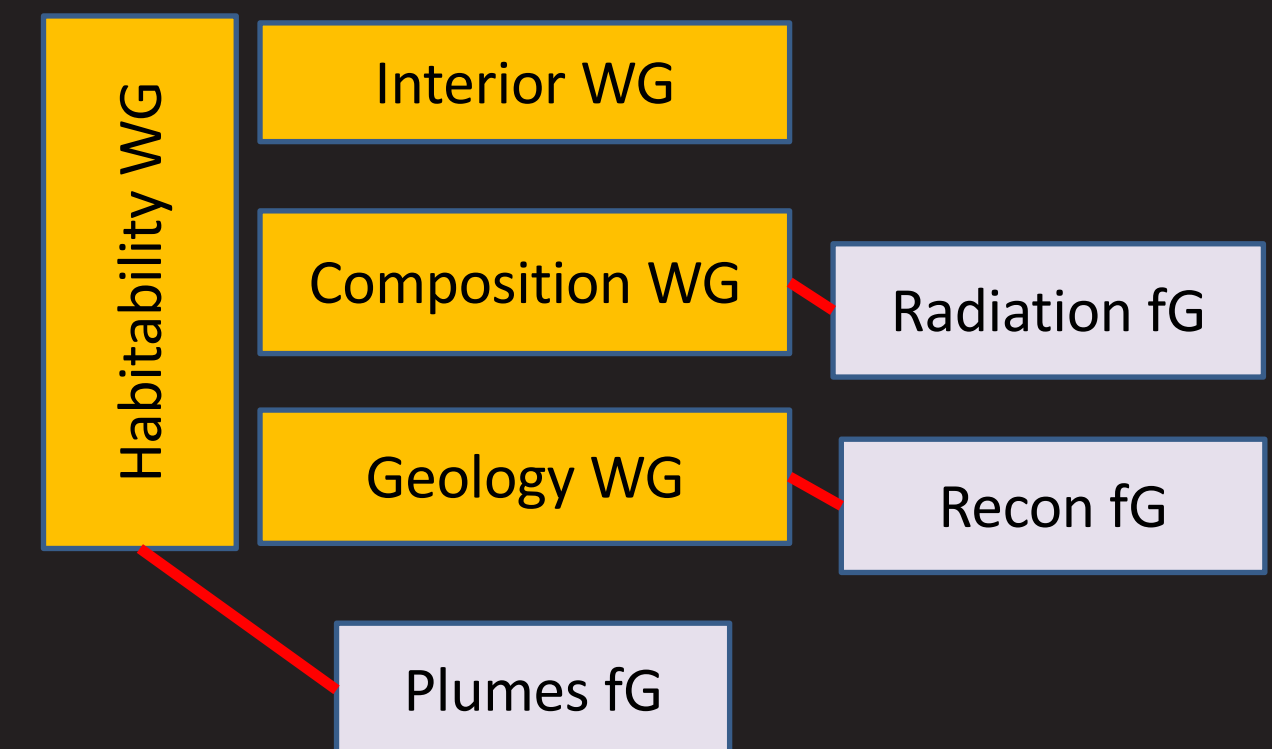 Habitability WG
Interior WG
Composition WG
Radiation fG
Geology WG
Recon fG
Plumes fG